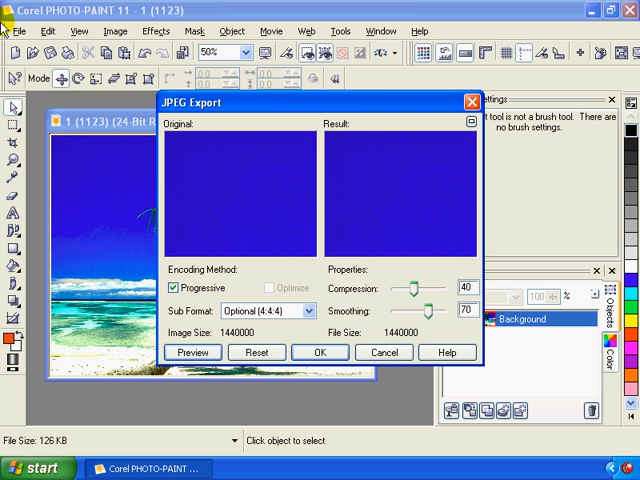 Corel PHOTO-PAINT 11 - 1 (1123)
File Edit View Image Effects Mask Object Movie Web Tools Window Help
50%
Mode
JPEG Export
ettings
1 (1123) (24-Bit R
t tool is not a brush tool. There are
no brush settings.
Original: Result:
Encoding Method: Properties:
Progressive Optimize Compression: 40
Sub Format: Optional (4:4:4) Smoothing: 70
Image Size: 1440000 File Size: 1440000
Preview Reset OK Cancel Help
100 %
Background
Objects
Color
File Size: 126 KB Click object to select
start Corel PHOTO-PAINT ...